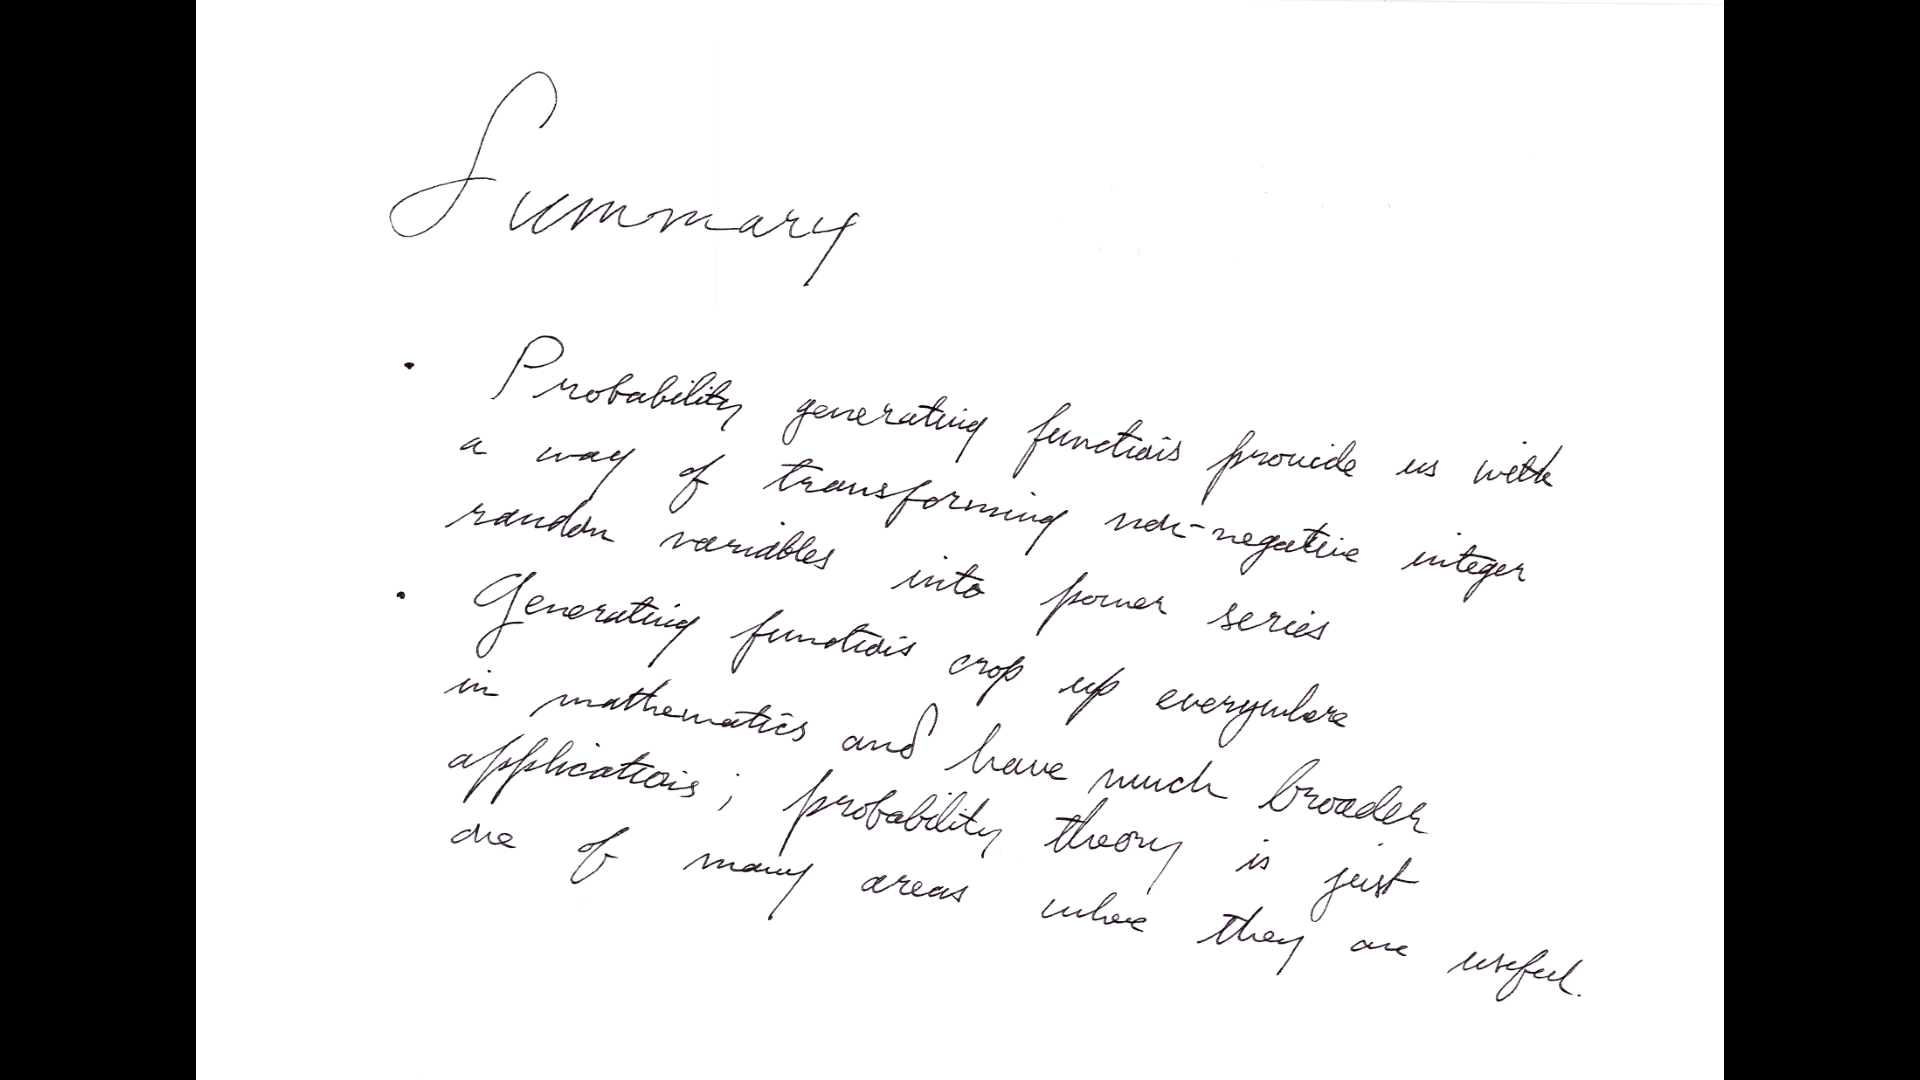 Summary
• Probability generating functions provide us with
a way of transforming non-negative integer
random variables into power series
• Generating functions crop up everywhere
in mathematics and have much broader
applications; probability theory is just
one of many areas where they are useful.